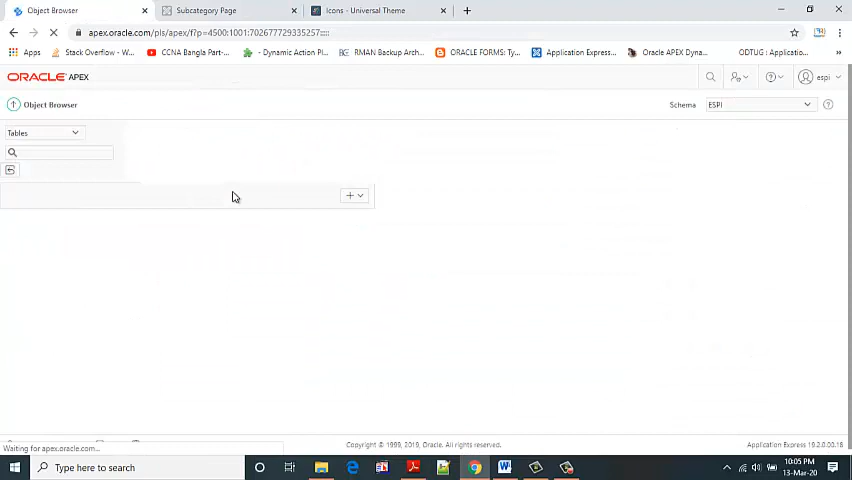 Object Browser
Subcategory Page
Icons - Universal Theme
apex.oracle.com/pls/apex/f?p=4500:1001:702677729335257:::::
Apps
Stack Overflow - W...
CCNA Bangla Part-...
- Dynamic Action Pl...
RMAN Backup Arch...
ORACLE FORMS: Ty...
Application Express...
Oracle APEX Dyna...
ODTUG : Applicatio...
ORACLE APEX
espi
Object Browser
Schema
ESPI
Tables
Waiting for apex.oracle.com...
Copyright © 1999, 2019, Oracle. All rights reserved.
Application Express 19.2.0.00.18
Type here to search
10:05 PM
13-Mar-20